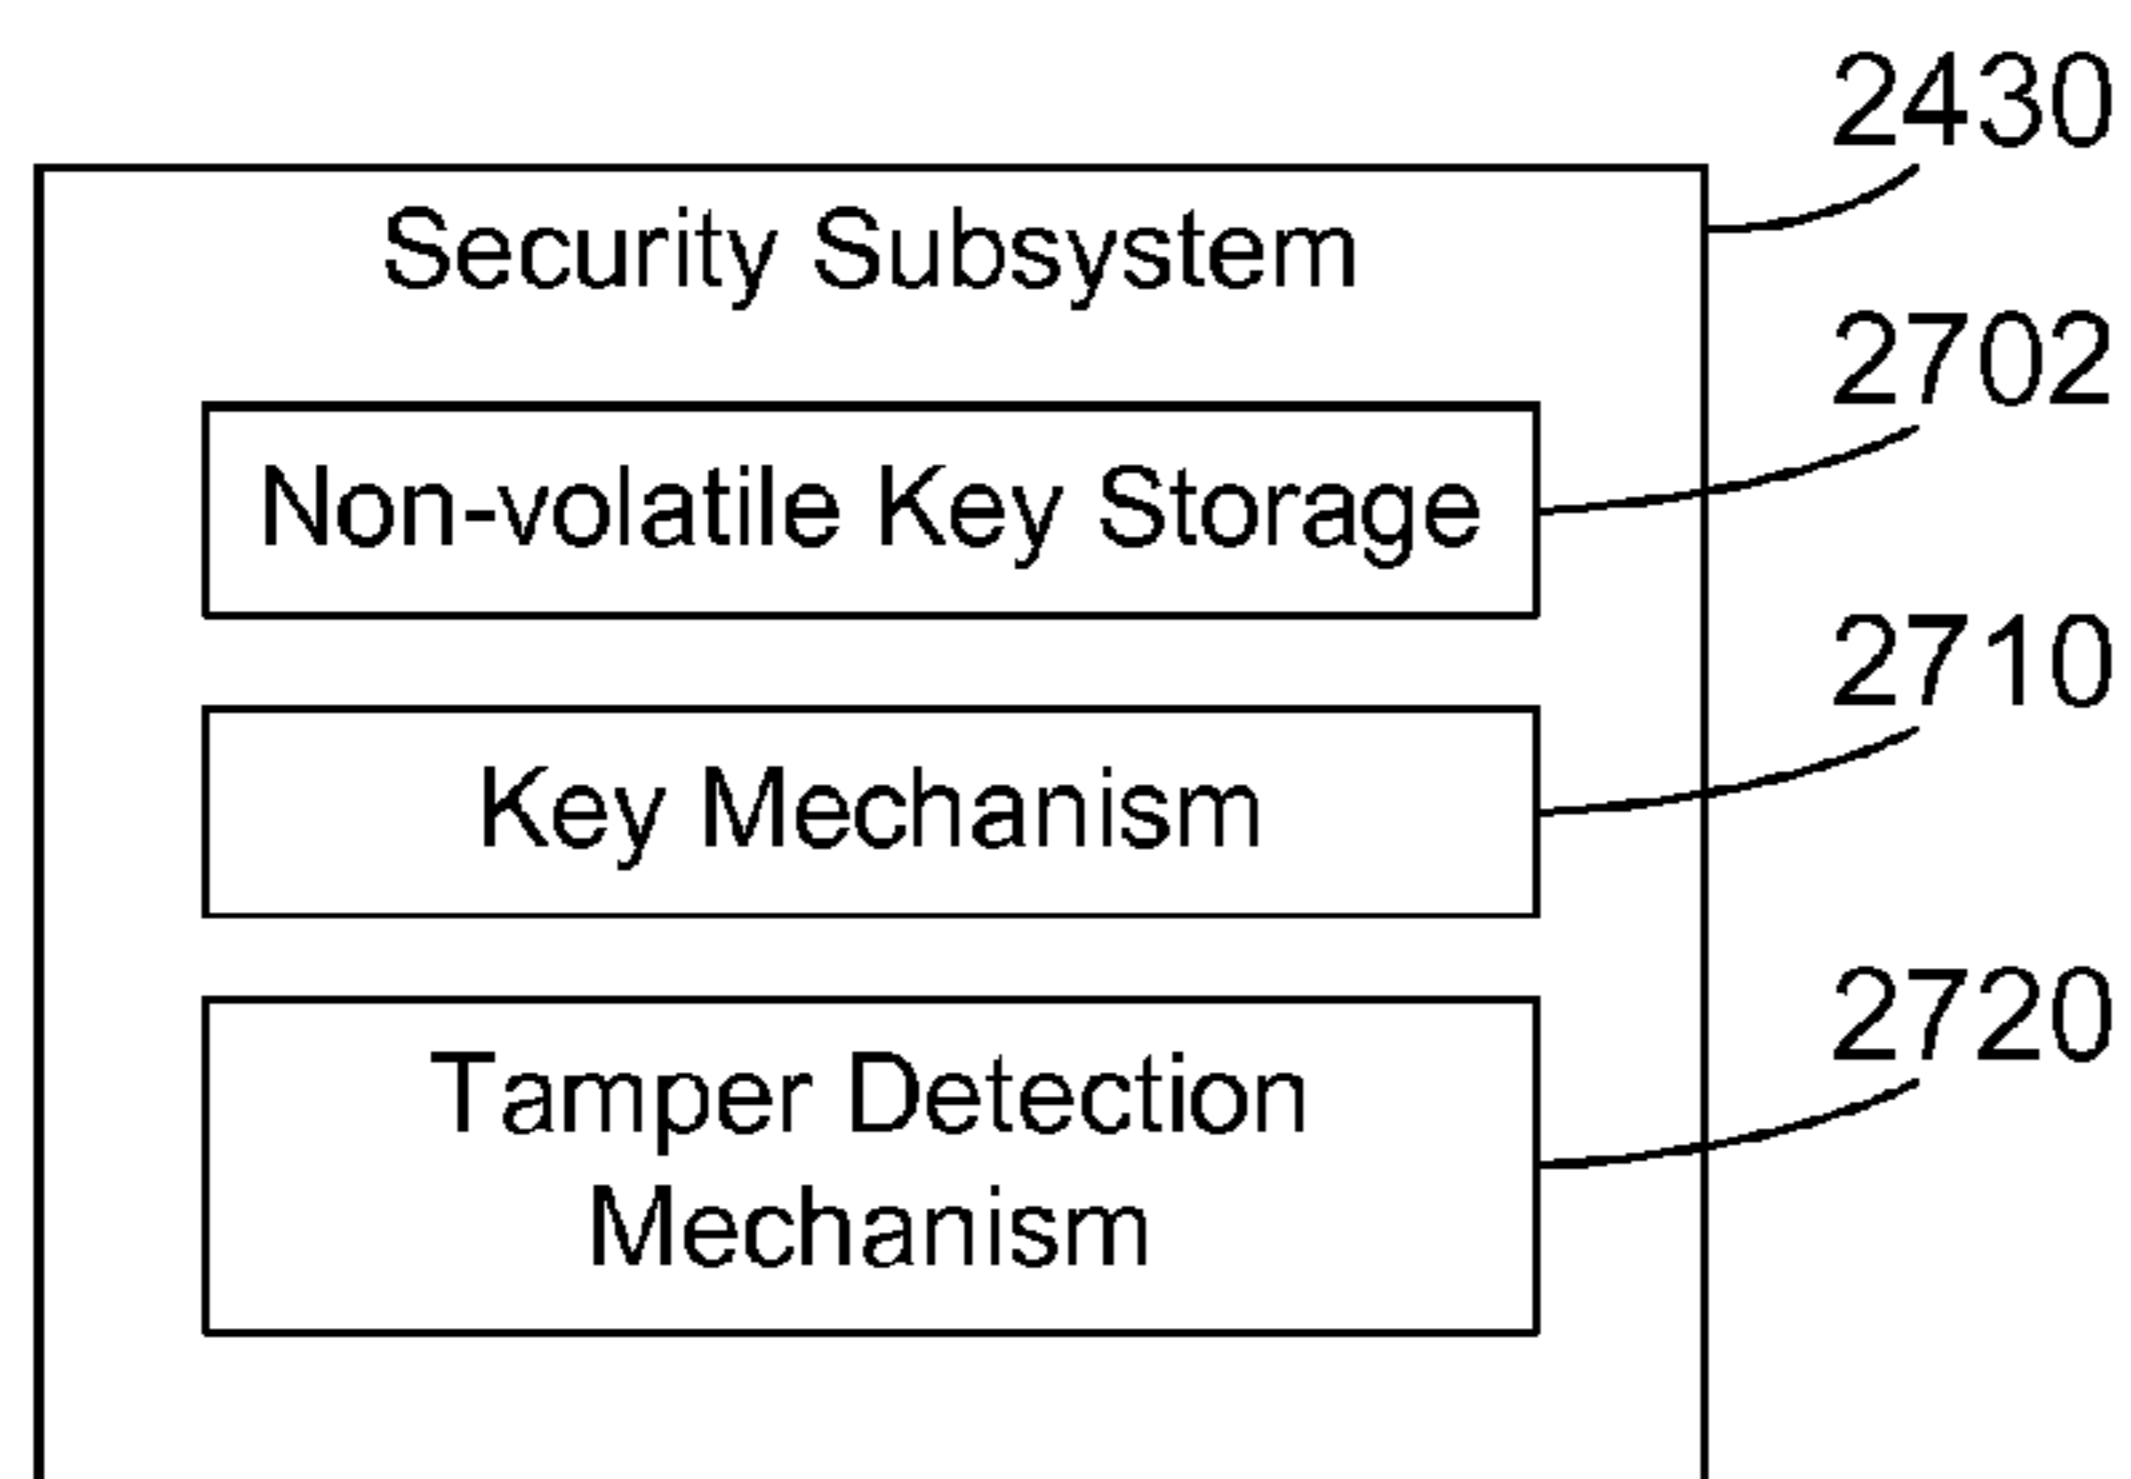 2430
Security Subsystem
2702
Non-volatile Key Storage
2710
Key Mechanism
2720
Tamper Detection
Mechanism